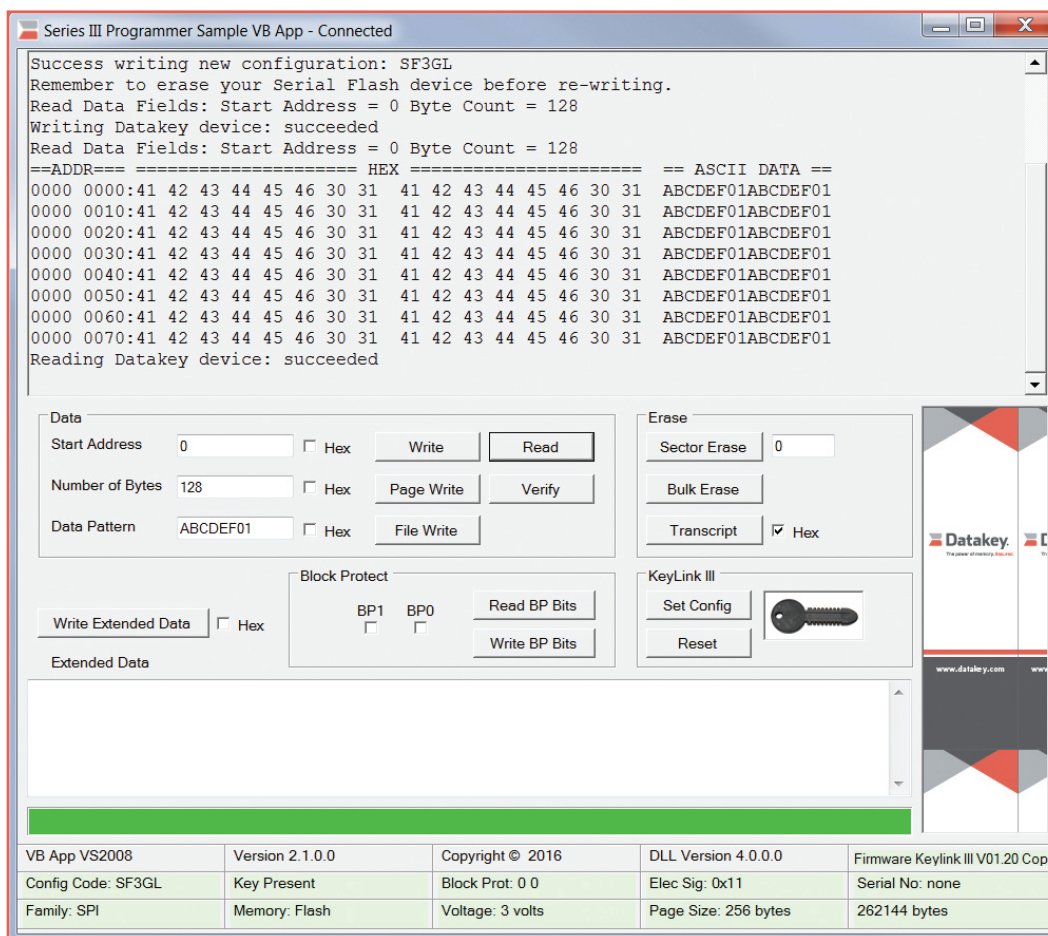 Series III Programmer Sample VB App - Connected
Success writing new configuration: SF3GL
Remember to erase your Serial Flash device before re-writing.
Read Data Fields: Start Address = 0 Byte Count = 128
Writing Datakey device: succeeded
Read Data Fields: Start Address = 0 Byte Count = 128
==ADDR=== ===================== HEX ====================== == ASCII DATA ==
0000 0000:41 42 43 44 45 46 30 31 41 42 43 44 45 46 30 31 ABCDEF01ABCDEF01
0000 0010:41 42 43 44 45 46 30 31 41 42 43 44 45 46 30 31 ABCDEF01ABCDEF01
0000 0020:41 42 43 44 45 46 30 31 41 42 43 44 45 46 30 31 ABCDEF01ABCDEF01
0000 0030:41 42 43 44 45 46 30 31 41 42 43 44 45 46 30 31 ABCDEF01ABCDEF01
0000 0040:41 42 43 44 45 46 30 31 41 42 43 44 45 46 30 31 ABCDEF01ABCDEF01
0000 0050:41 42 43 44 45 46 30 31 41 42 43 44 45 46 30 31 ABCDEF01ABCDEF01
0000 0060:41 42 43 44 45 46 30 31 41 42 43 44 45 46 30 31 ABCDEF01ABCDEF01
0000 0070:41 42 43 44 45 46 30 31 41 42 43 44 45 46 30 31 ABCDEF01ABCDEF01
Reading Datakey device: succeeded
Data
Start Address 0 Hex Write Read
Number of Bytes 128 Hex Page Write Verify
Data Pattern ABCDEF01 Hex File Write
Erase
Sector Erase 0
Bulk Erase
Transcript Hex
Block Protect
BP1 BP0
Read BP Bits
Write BP Bits
KeyLink III
Set Config
Reset
Write Extended Data Hex
Extended Data
Datakey.
The power of memory.
www.datakey.com
VB App VS2008 Version 2.1.0.0 Copyright © 2016 DLL Version 4.0.0.0 Firmware Keylink III V01.20 Cop
Config Code: SF3GL Key Present Block Prot: 0 0 Elec Sig: 0x11 Serial No: none
Family: SPI Memory: Flash Voltage: 3 volts Page Size: 256 bytes 262144 bytes